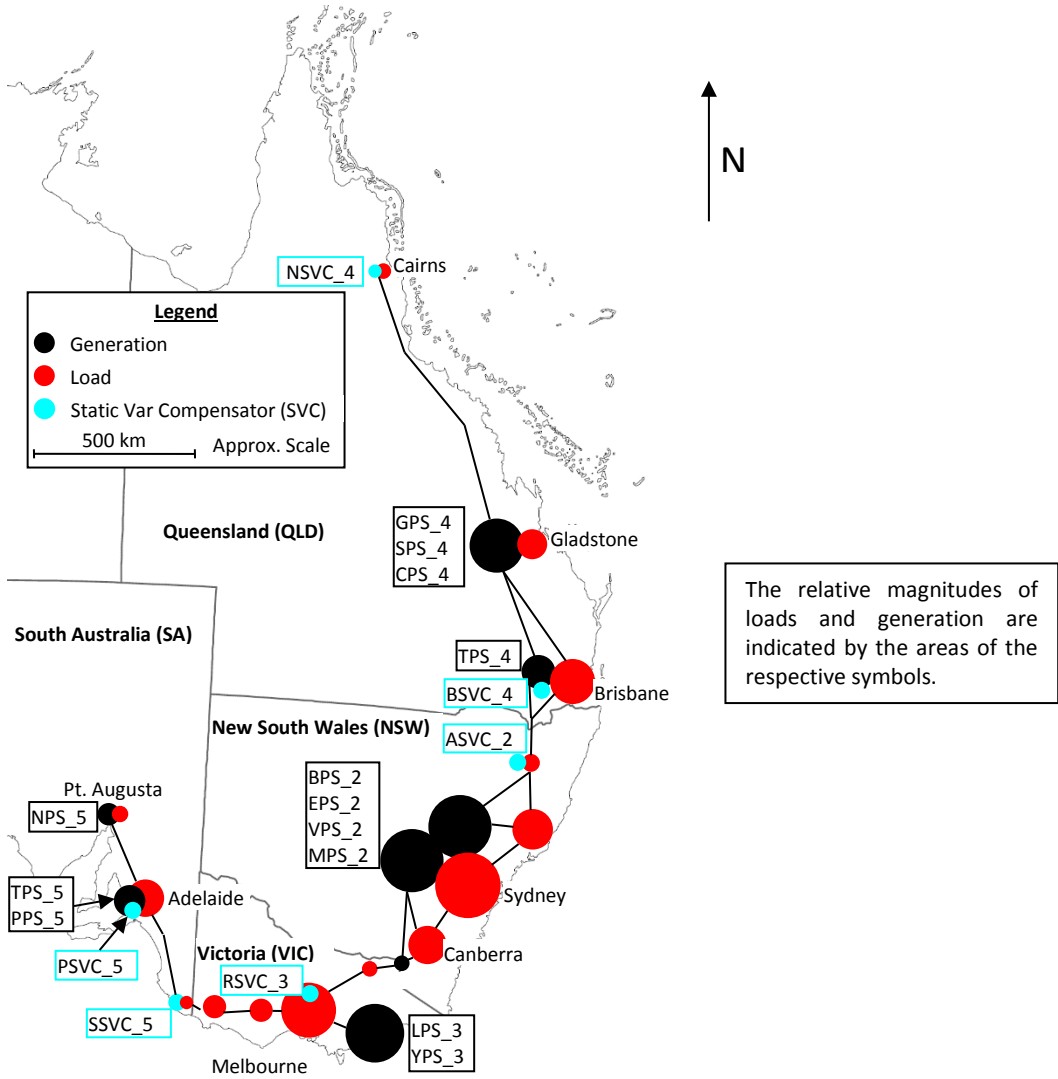 N
NSVC_4
Cairns
Legend
Generation
Load
Static Var Compensator (SVC)
500 km
Approx. Scale
Queensland (QLD)
GPS_4
SPS_4
CPS_4
Gladstone
The relative magnitudes of
loads and generation are
indicated by the areas of the
respective symbols.
South Australia (SA)
TPS_4
BSVC_4
Brisbane
New South Wales (NSW)
ASVC_2
BPS_2
EPS_2
VPS_2
MPS_2
Pt. Augusta
NPS_5
TPS_5
PPS_5
Adelaide
Sydney
PSVC_5
Victoria (VIC)
Canberra
RSVC_3
SSVC_5
LPS_3
YPS_3
Melbourne